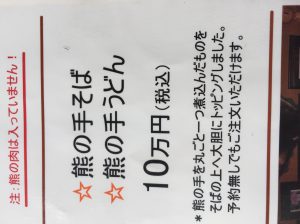 注:熊の肉は入っていません！
☆熊の手そば
☆熊の手うどん
10万円(税込)
*熊の手を丸ごと一つ煮込んだものを
そばの上へ大胆にトッピングしました。
予約無しでもご注文いただけます。